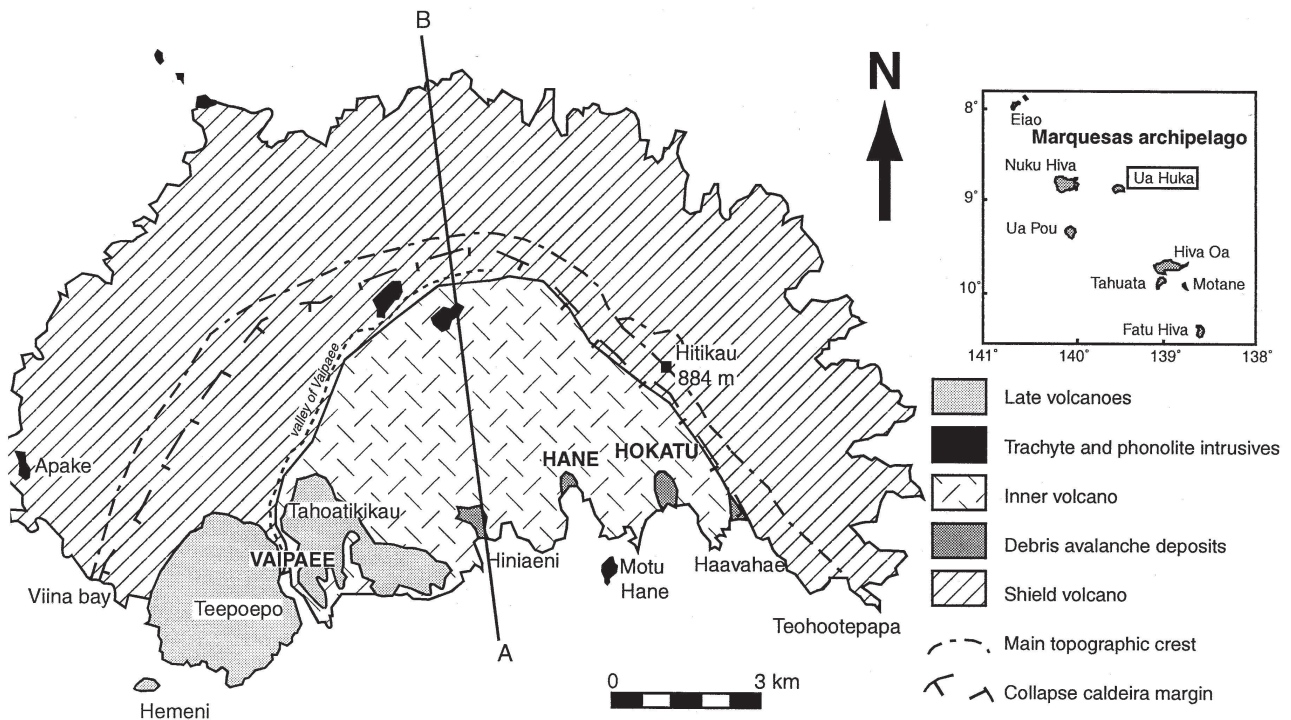 B
N
8°
Eiao
Marquesas archipelago
Nuku Hiva
Ua Huka
9°
Ua Pou
Hiva Oa
Tahuata
Motane
10°
Fatu Hiva
141°
140°
139°
138°
Hitikau
884 m
valley of Vaipaee
Apake
HANE
HOKATU
Tahoatikikau
VAIPAEE
Hiniaeni
Motu
Hane
Haavahae
Viina bay
Teepoepo
Teohootepapa
A
0
3 km
Hemeni
Late volcanoes
Trachyte and phonolite intrusives
Inner volcano
Debris avalanche deposits
Shield volcano
Main topographic crest
Collapse caldeira margin